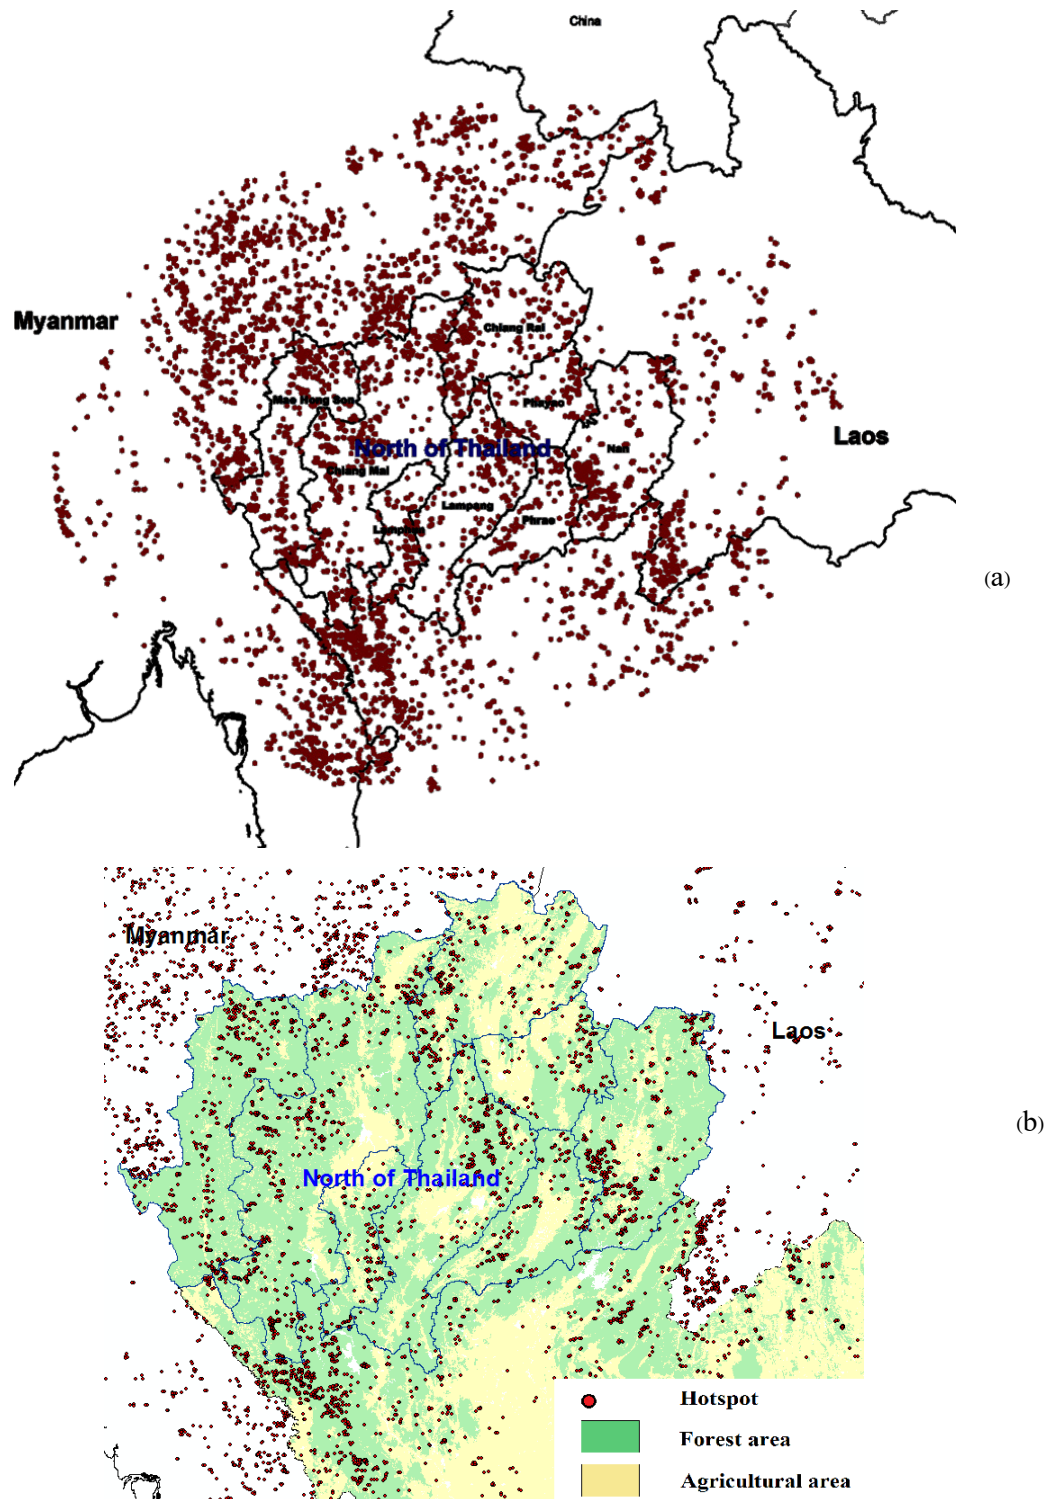 China
Myanmar
Chiang Rai
Mae Hong Son
Phayao
Laos
North of Thailand
Nan
Chiang Mai
Lampang
Phrae
Lamphun
(a)
Myanmar
Laos
(b)
North of Thailand
Hotspot
Forest area
Agricultural area